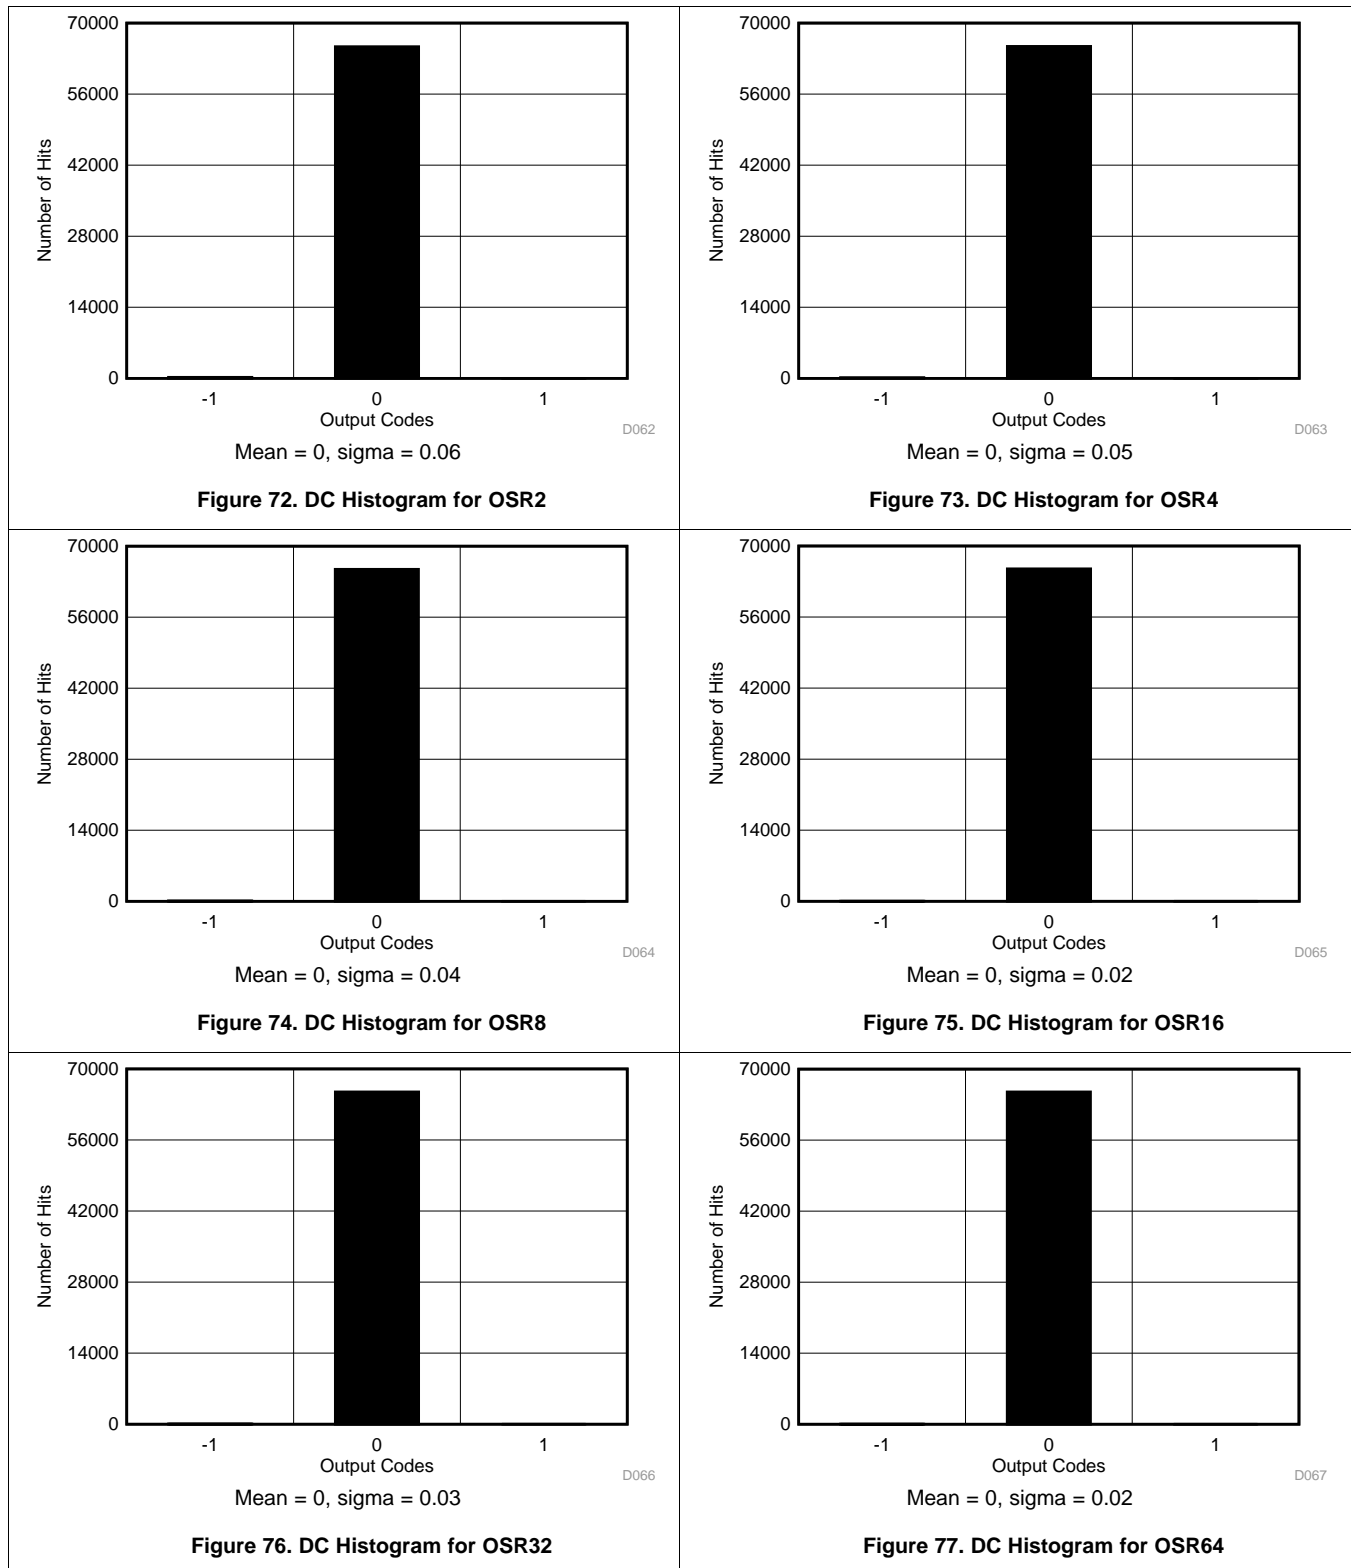 70000
56000
42000
28000
14000
0
Number of Hits
-1 0 1
Output Codes
D062
Mean = 0, sigma = 0.06
Figure 72. DC Histogram for OSR2
70000
56000
42000
28000
14000
0
Number of Hits
-1 0 1
Output Codes
D063
Mean = 0, sigma = 0.05
Figure 73. DC Histogram for OSR4
70000
56000
42000
28000
14000
0
Number of Hits
-1 0 1
Output Codes
D064
Mean = 0, sigma = 0.04
Figure 74. DC Histogram for OSR8
70000
56000
42000
28000
14000
0
Number of Hits
-1 0 1
Output Codes
D065
Mean = 0, sigma = 0.02
Figure 75. DC Histogram for OSR16
70000
56000
42000
28000
14000
0
Number of Hits
-1 0 1
Output Codes
D066
Mean = 0, sigma = 0.03
Figure 76. DC Histogram for OSR32
70000
56000
42000
28000
14000
0
Number of Hits
-1 0 1
Output Codes
D067
Mean = 0, sigma = 0.02
Figure 77. DC Histogram for OSR64